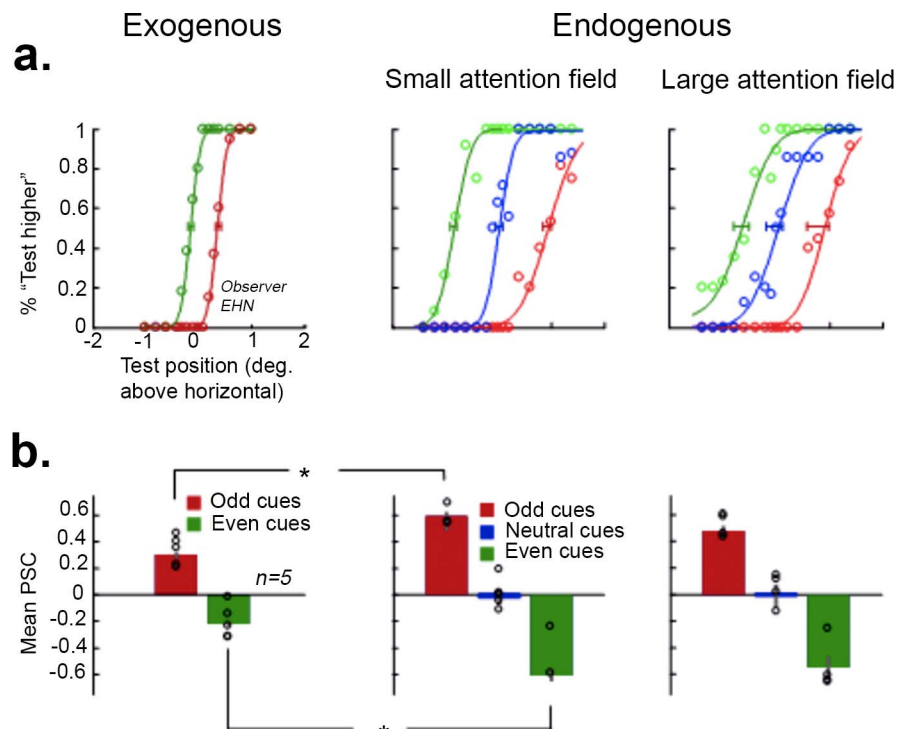 Exogenous
Endogenous
a.
Small attention field
Large attention field
% "Test higher"
1
0.8
0.6
0.4
0.2
0
Observer
EHN
-2
-1
0
1
2
Test position (deg.
above horizontal)
b.
*
Mean PSC
0.6
0.4
0.2
0
-0.2
-0.4
-0.6
Odd cues
Even cues
n=5
Odd cues
Neutral cues
Even cues
*